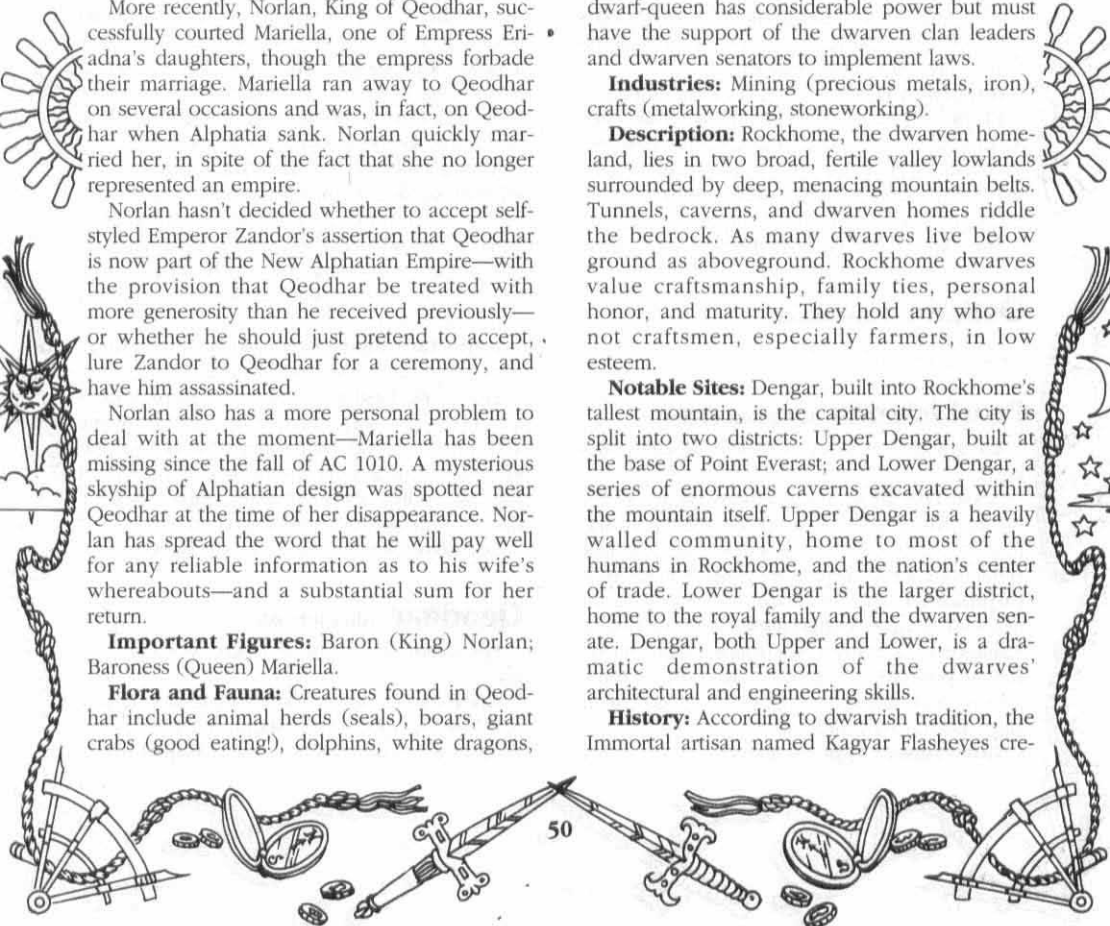 More recently, Norlan, King of Qeodhar, suc-
cessfully courted Mariella, one of Empress Eri-
adna's daughters, though the empress forbade
their marriage. Mariella ran away to Qeodhar
on several occasions and was, in fact, on Qeod-
har when Alphatia sank. Norlan quickly mar-
ried her, in spite of the fact that she no longer
represented an empire.
Norlan hasn't decided whether to accept self-
styled Emperor Zandor's assertion that Qeodhar
is now part of the New Alphatian Empire—with
the provision that Qeodhar be treated with
more generosity than he received previously—
or whether he should just pretend to accept,
lure Zandor to Qeodhar for a ceremony, and
have him assassinated.
Norlan also has a more personal problem to
deal with at the moment—Mariella has been
missing since the fall of AC 1010. A mysterious
skyship of Alphatian design was spotted near
Qeodhar at the time of her disappearance. Nor-
lan has spread the word that he will pay well
for any reliable information as to his wife's
whereabouts—and a substantial sum for her
return.
Important Figures: Baron (King) Norlan;
Baroness (Queen) Mariella.
Flora and Fauna: Creatures found in Qeod-
har include animal herds (seals), boars, giant
crabs (good eating!), dolphins, white dragons,
dwarf-queen has considerable power but must
have the support of the dwarven clan leaders
and dwarven senators to implement laws.
Industries: Mining (precious metals, iron),
crafts (metalworking, stoneworking).
Description: Rockhome, the dwarven home-
land, lies in two broad, fertile valley lowlands
surrounded by deep, menacing mountain belts.
Tunnels, caverns, and dwarven homes riddle
the bedrock. As many dwarves live below
ground as aboveground. Rockhome dwarves
value craftsmanship, family ties, personal
honor, and maturity. They hold any who are
not craftsmen, especially farmers, in low
esteem.
Notable Sites: Dengar, built into Rockhome's
tallest mountain, is the capital city. The city is
split into two districts: Upper Dengar, built at
the base of Point Everast; and Lower Dengar, a
series of enormous caverns excavated within
the mountain itself. Upper Dengar is a heavily
walled community, home to most of the
humans in Rockhome, and the nation's center
of trade. Lower Dengar is the larger district,
home to the royal family and the dwarven sen-
ate. Dengar, both Upper and Lower, is a dra-
matic demonstration of the dwarves'
architectural and engineering skills.
History: According to dwarvish tradition, the
Immortal artisan named Kagyar Flasheyes cre-
50